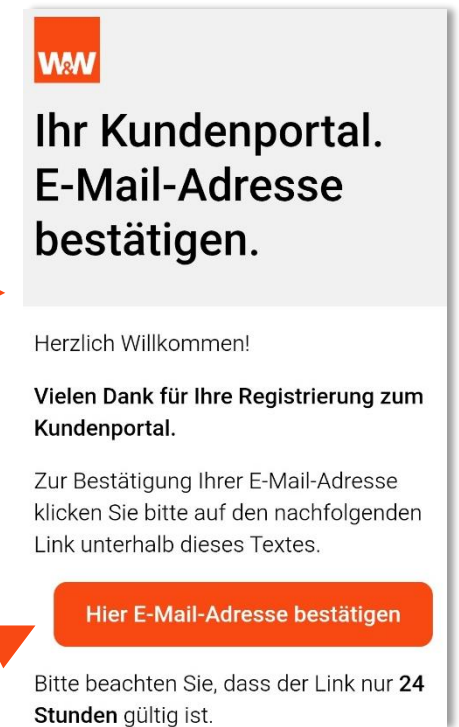 W&W
Ihr Kundenportal.
E-Mail-Adresse
bestätigen.
Herzlich Willkommen!
Vielen Dank für Ihre Registrierung zum
Kundenportal.
Zur Bestätigung Ihrer E-Mail-Adresse
klicken Sie bitte auf den nachfolgenden
Link unterhalb dieses Textes.
Hier E-Mail-Adresse bestätigen
Bitte beachten Sie, dass der Link nur 24
Stunden gültig ist.